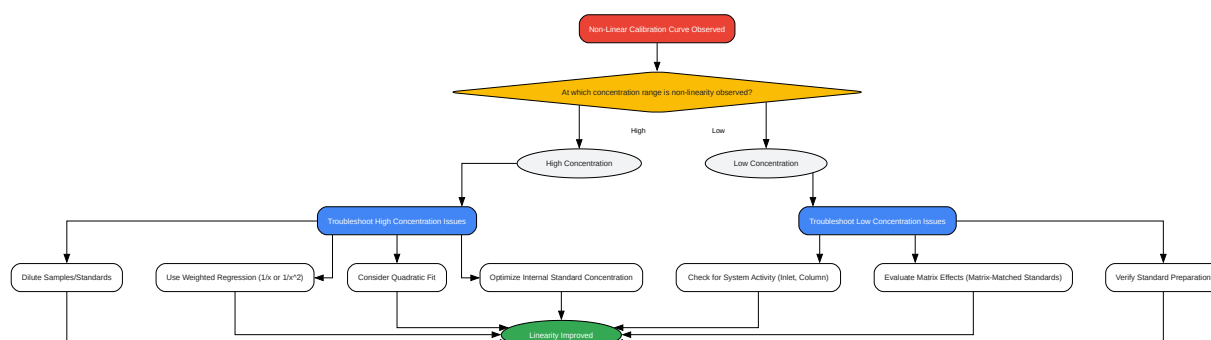 Non-Linear Calibration Curve Observed
At which concentration range is non-linearity observed?
High
Low
High Concentration
Low Concentration
Troubleshoot High Concentration Issues
Troubleshoot Low Concentration Issues
Dilute Samples/Standards
Use Weighted Regression (1/x or 1/x^2)
Consider Quadratic Fit
Optimize Internal Standard Concentration
Check for System Activity (Inlet, Column)
Evaluate Matrix Effects (Matrix-Matched Standards)
Verify Standard Preparation
Linearity Improved